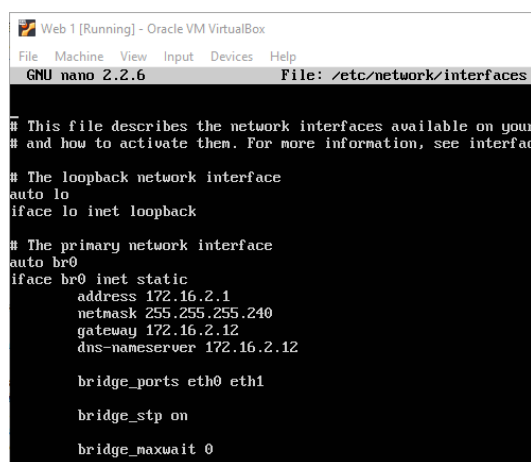 Web 1 [Running] - Oracle VM VirtualBox
File Machine View Input Devices Help
GNU nano 2.2.6 File: /etc/network/interfaces
# This file describes the network interfaces available on your
# and how to activate them. For more information, see interfac
# The loopback network interface
auto lo
iface lo inet loopback
# The primary network interface
auto br0
iface br0 inet static
address 172.16.2.1
netmask 255.255.255.240
gateway 172.16.2.12
dns-nameserver 172.16.2.12
bridge_ports eth0 eth1
bridge_stp on
bridge_maxwait 0